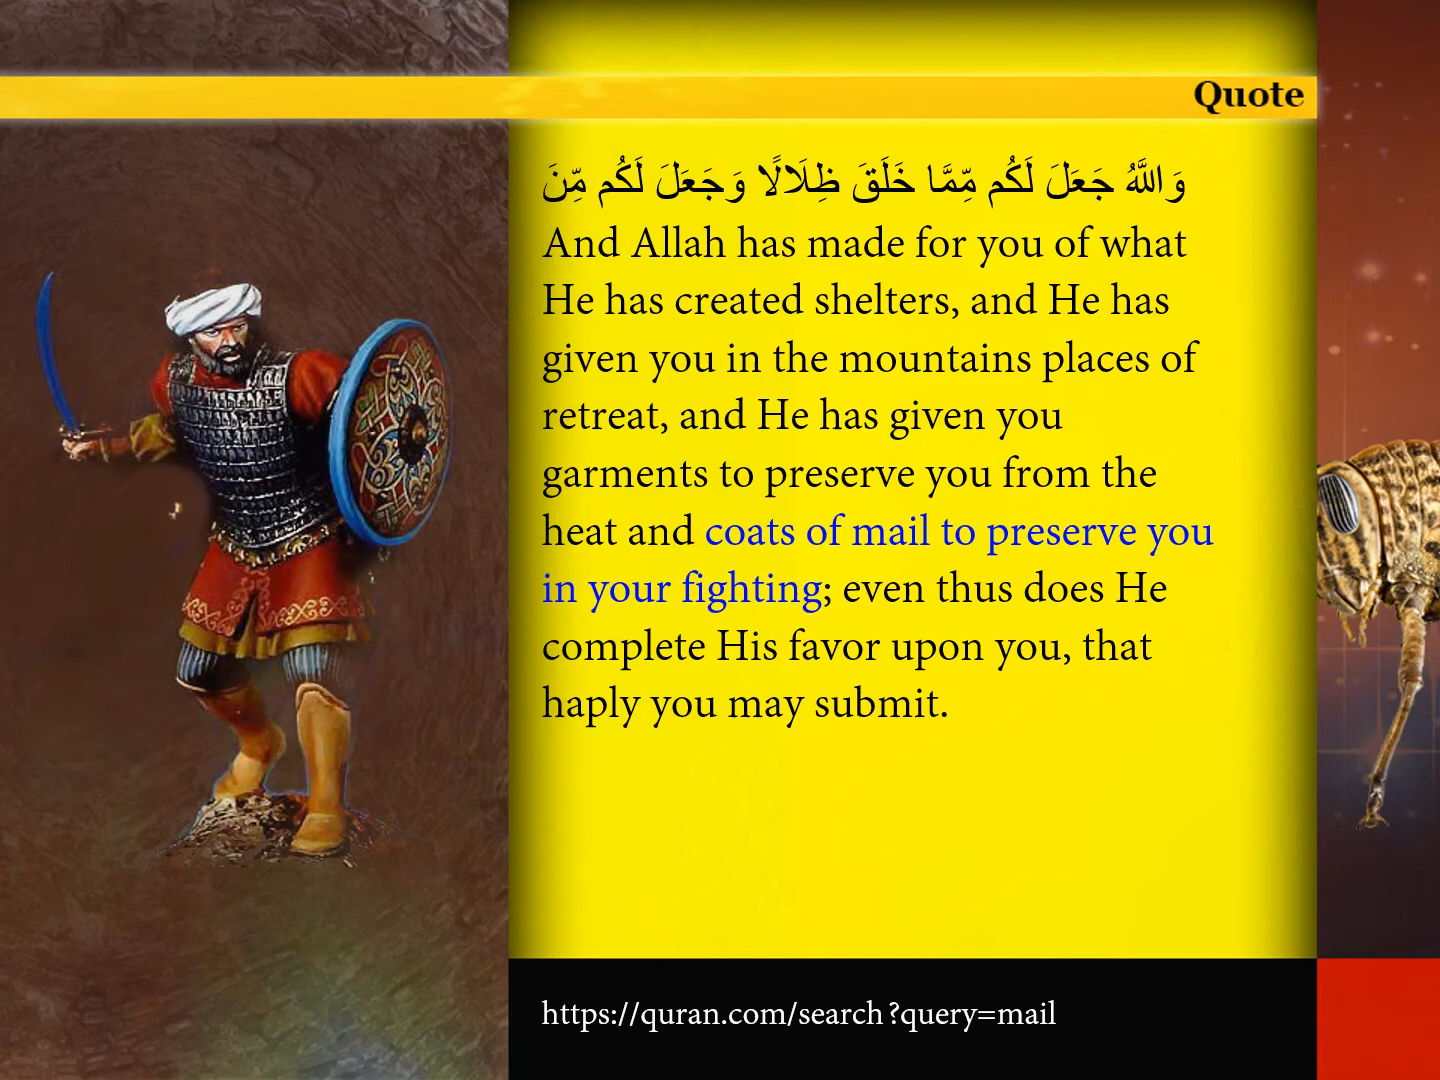 Quote
وَاللَّهُ جَعَلَ لَكُم مِّمَّا خَلَقَ ظِلَالًا وَجَعَلَ لَكُم مِّنَ
And Allah has made for you of what
He has created shelters, and He has
given you in the mountains places of
retreat, and He has given you
garments to preserve you from the
heat and coats of mail to preserve you
in your fighting; even thus does He
complete His favor upon you, that
haply you may submit.
https://quran.com/search?query=mail